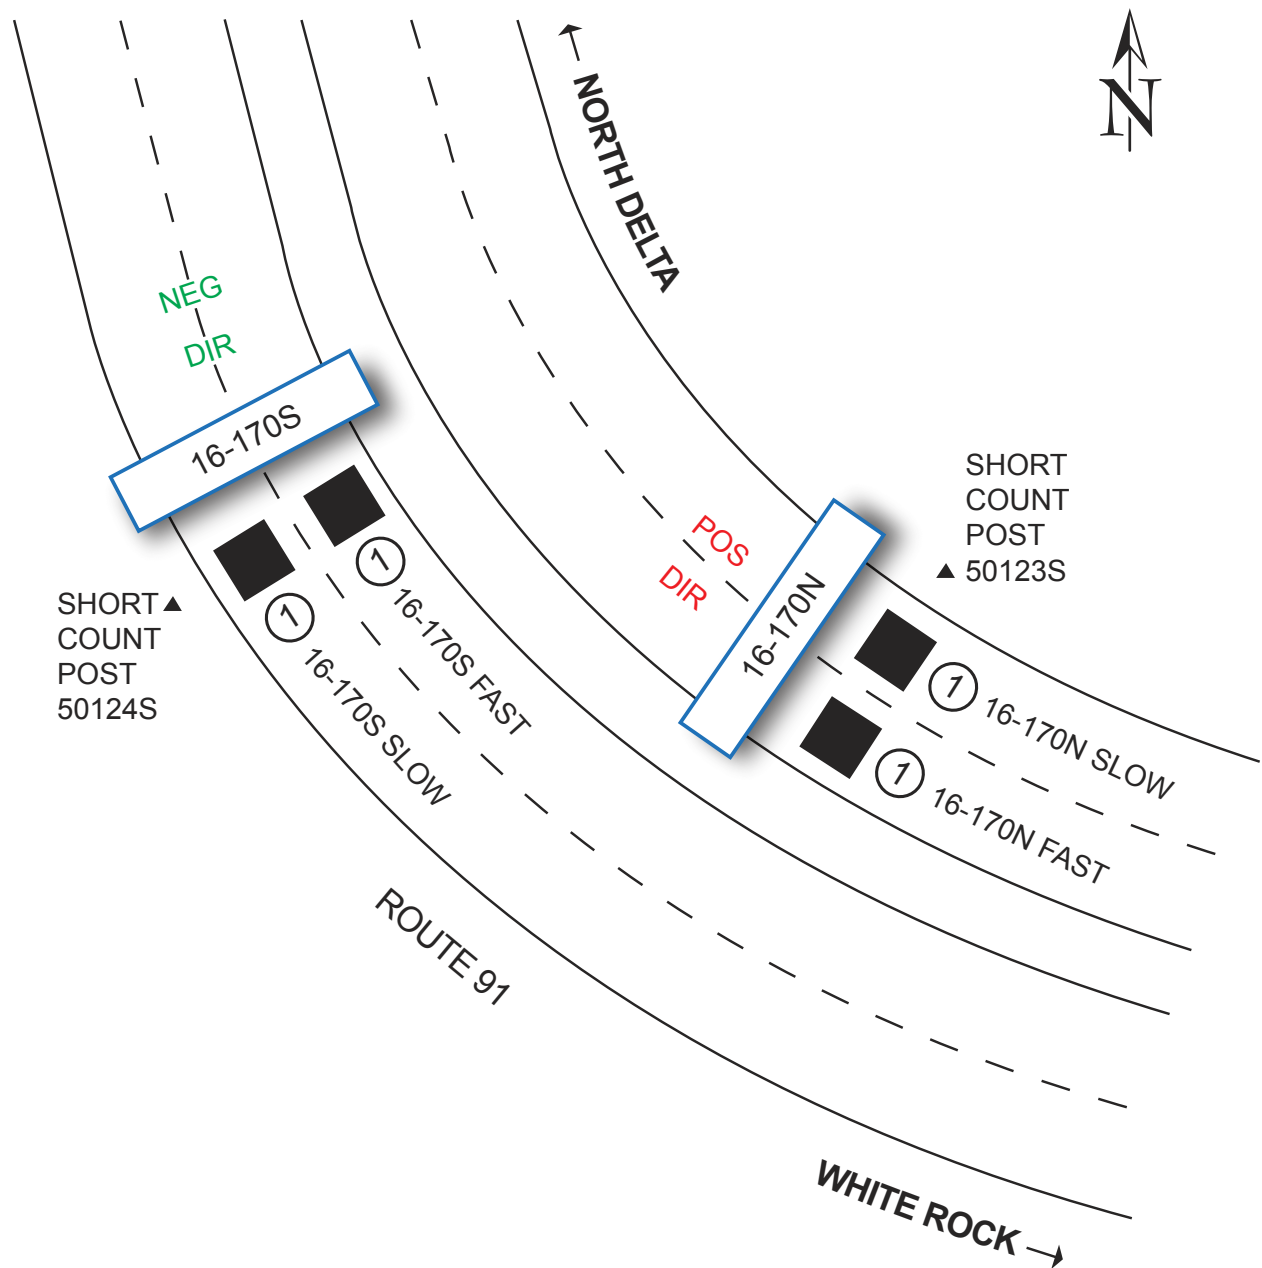 NORTH DELTA
N
NEG
DIR
16-170S
SHORT
COUNT
POST
50123S
POS
DIR
16-170N
1
16-170S FAST
1
16-170S SLOW
SHORT
COUNT
POST
50124S
1
16-170N SLOW
1
16-170N FAST
ROUTE 91
WHITE ROCK